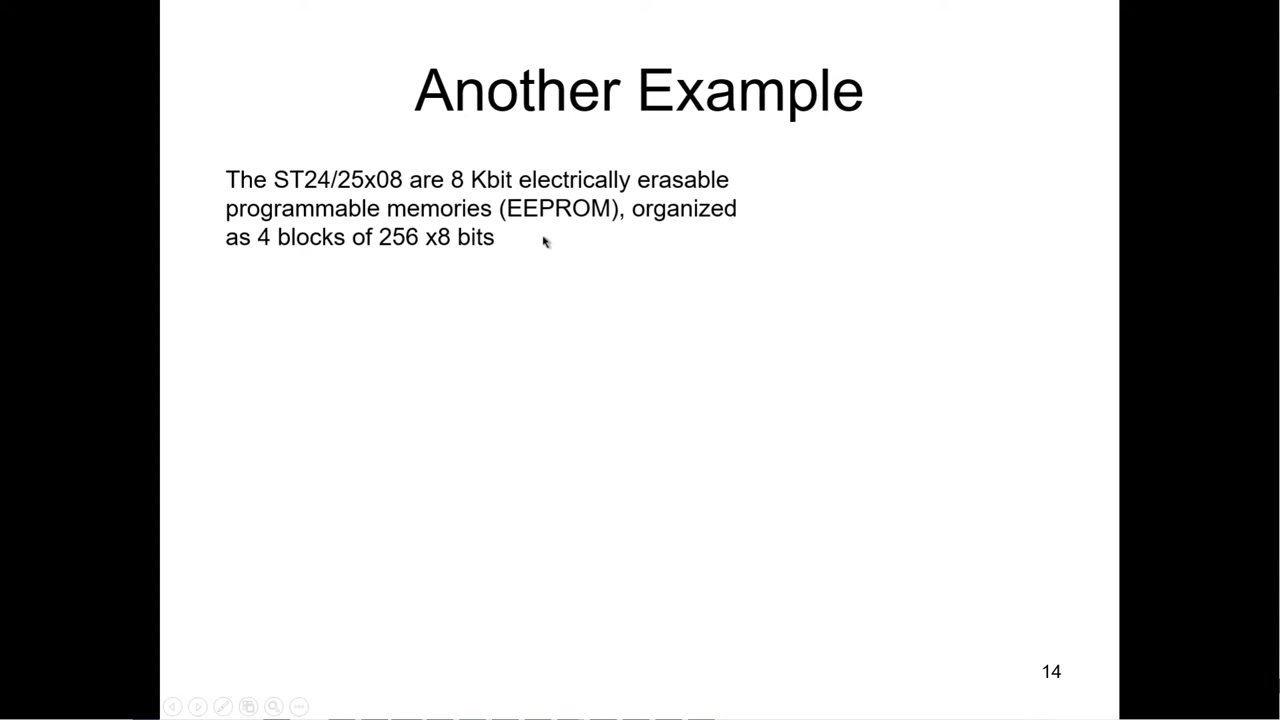 Another Example
The ST24/25x08 are 8 Kbit electrically erasable
programmable memories (EEPROM), organized
as 4 blocks of 256 x8 bits
14